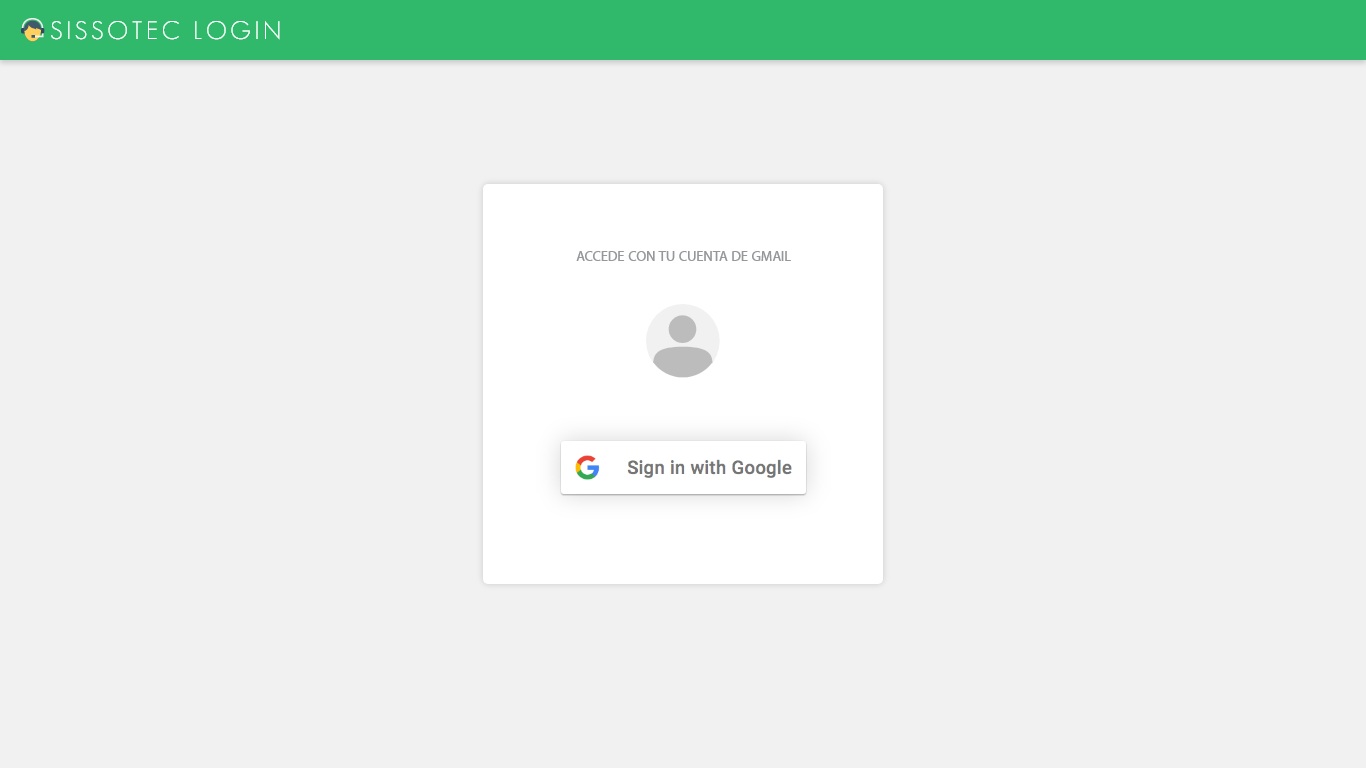 SISSOTEC LOGIN
ACCEDE CON TU CUENTA DE GMAIL
Sign in with Google